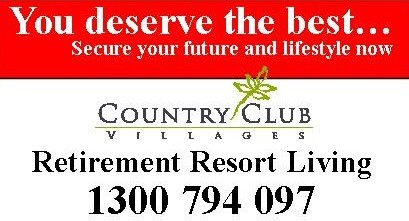 You deserve the best...
Secure your future and lifestyle now
COUNTRY CLUB
VILLAGES
Retirement Resort Living
1300 794 097